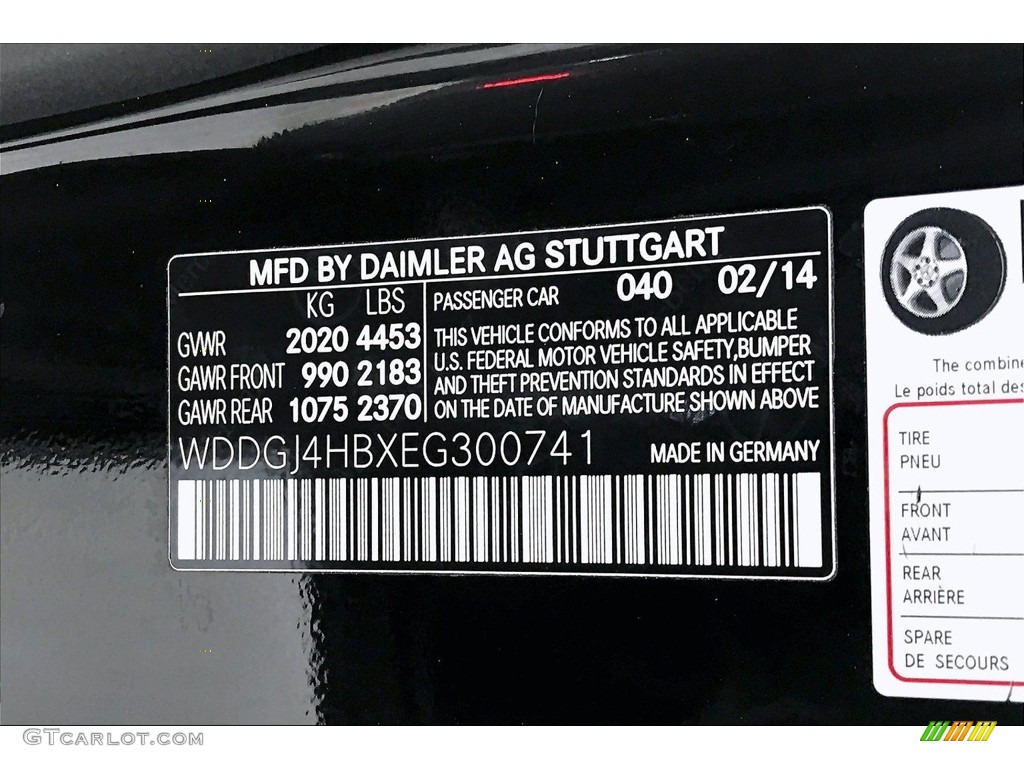 MFD BY DAIMLER AG STUTTGART
KG LBS
GVWR 2020 4453
GAWR FRONT 990 2183
GAWR REAR 1075 2370
PASSENGER CAR 040 02/14
THIS VEHICLE CONFORMS TO ALL APPLICABLE
U.S. FEDERAL MOTOR VEHICLE SAFETY,BUMPER
AND THEFT PREVENTION STANDARDS IN EFFECT
ON THE DATE OF MANUFACTURE SHOWN ABOVE
WDDGJ4HBXEG300741 MADE IN GERMANY
The combine
Le poids total des
TIRE
PNEU
FRONT
AVANT
REAR
ARRIÈRE
SPARE
DE SECOURS
GTcarlot.com